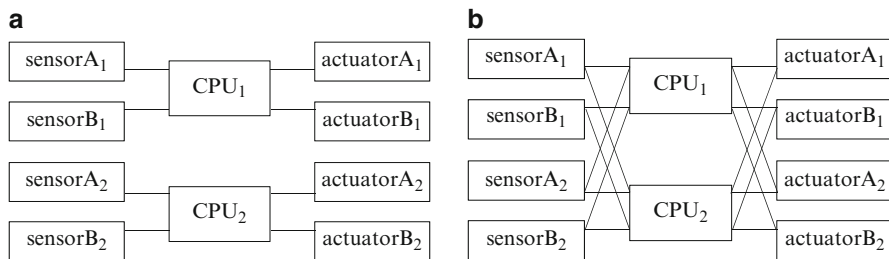 a
sensorA₁
sensorB₁
sensorA₂
sensorB₂
CPU₁
CPU₂
actuatorA₁
actuatorB₁
actuatorA₂
actuatorB₂
b
sensorA₁
sensorB₁
sensorA₂
sensorB₂
CPU₁
CPU₂
actuatorA₁
actuatorB₁
actuatorA₂
actuatorB₂